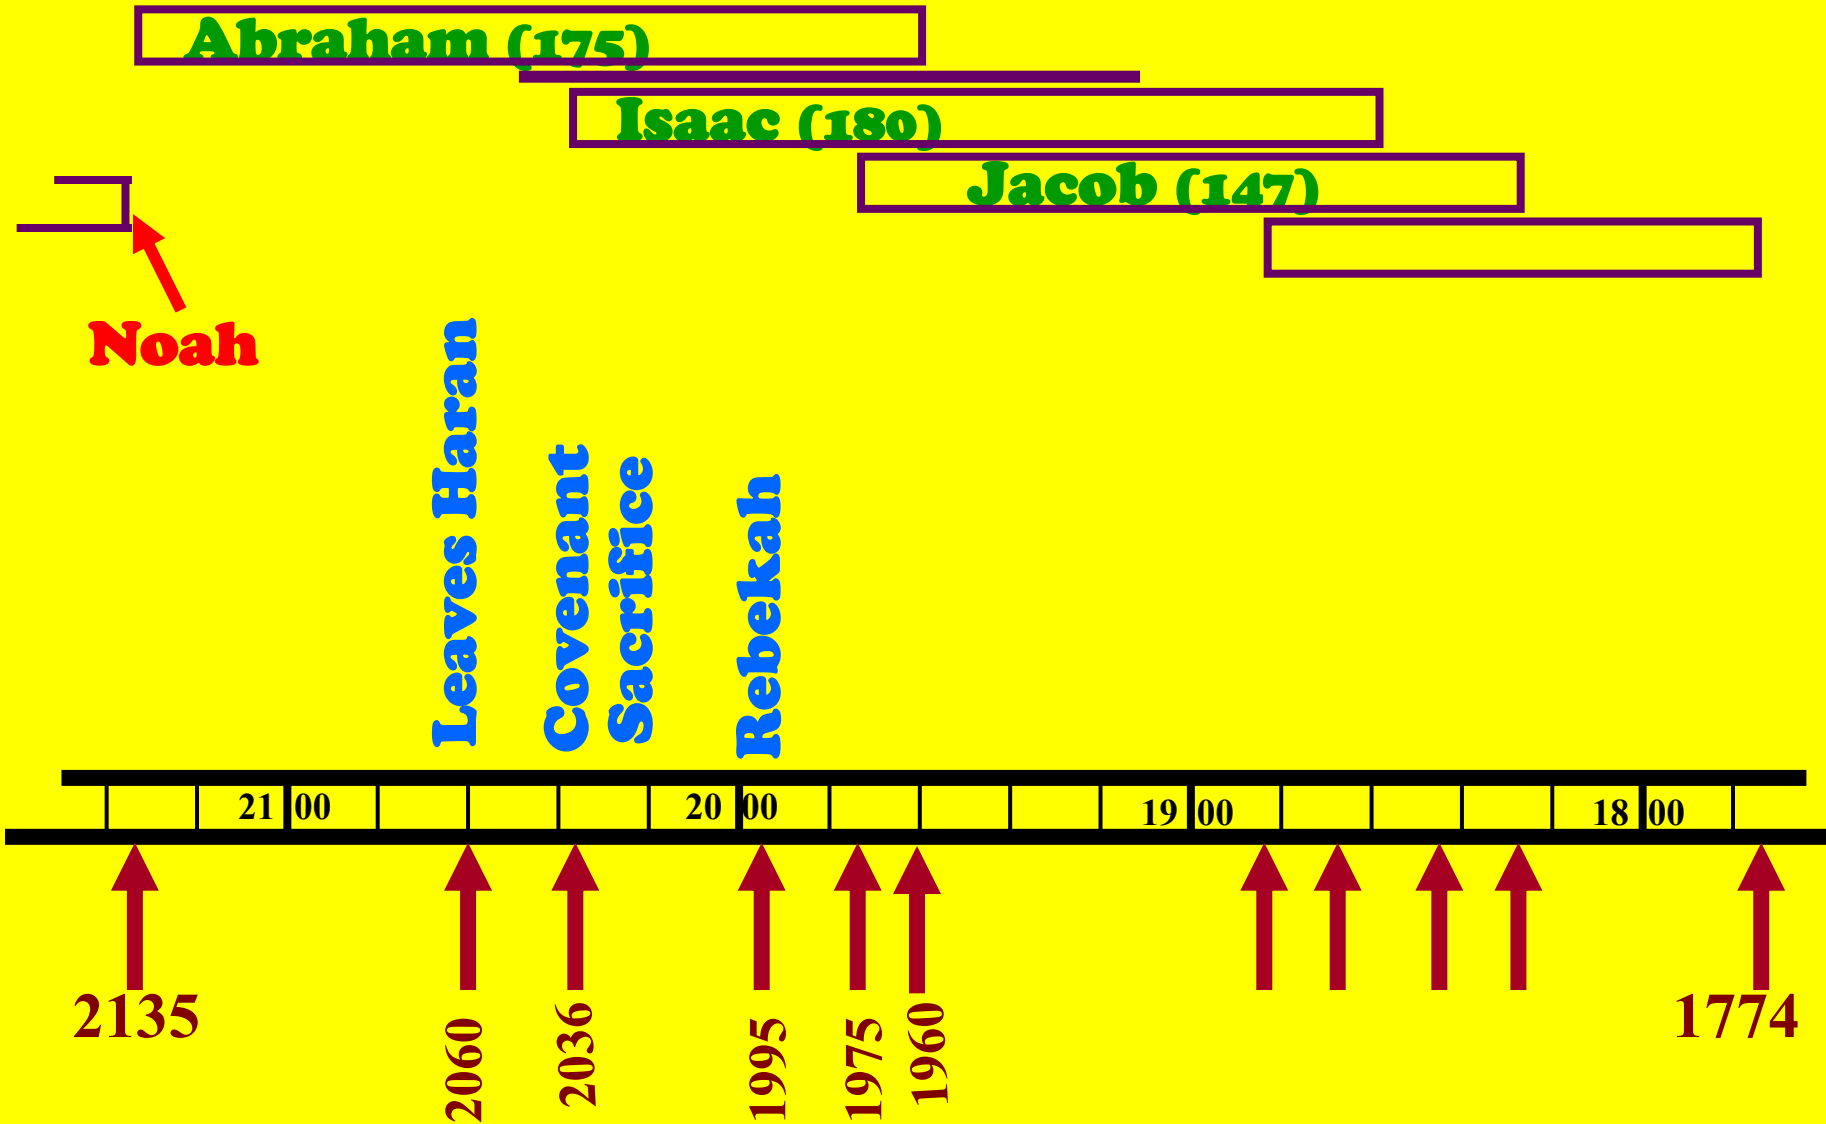 Abraham (175)
Isaac (180)
Jacob (147)
Noah
Leaves Haran
Covenant
Sacrifice
Rebekah
21 00
20 00
19 00
18 00
2135
2060
2036
1995
1975
1960
1774